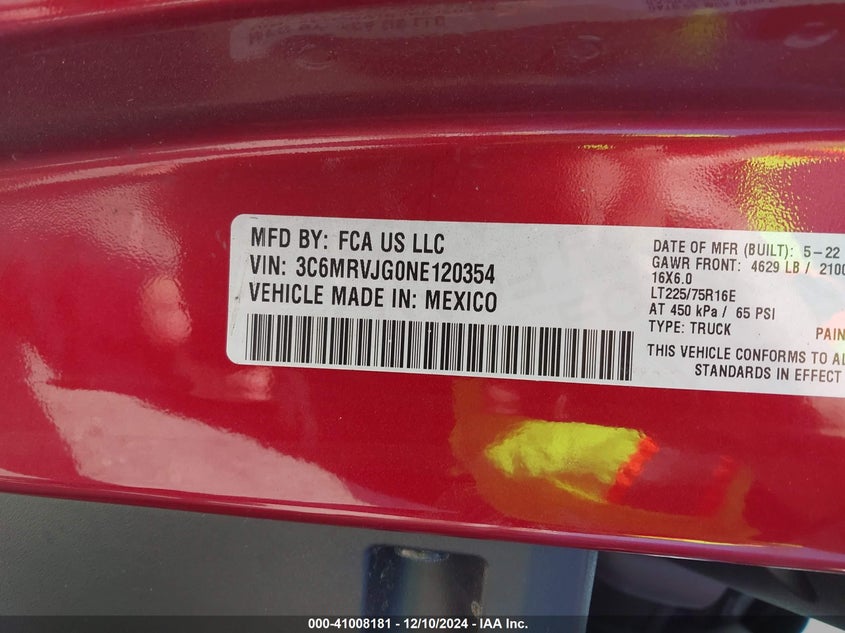 MFD BY: FCA US LLC
VIN: 3C6MRVJG0NE120354
VEHICLE MADE IN: MEXICO
DATE OF MFR (BUILT): 5-22
GAWR FRONT: 4629 LB / 2100
16X6.0
LT225/75R16E
AT 450 kPa / 65 PSI
TYPE: TRUCK
PAIN
THIS VEHICLE CONFORMS TO AL
STANDARDS IN EFFECT
000-41008181 - 12/10/2024 - IAA Inc.